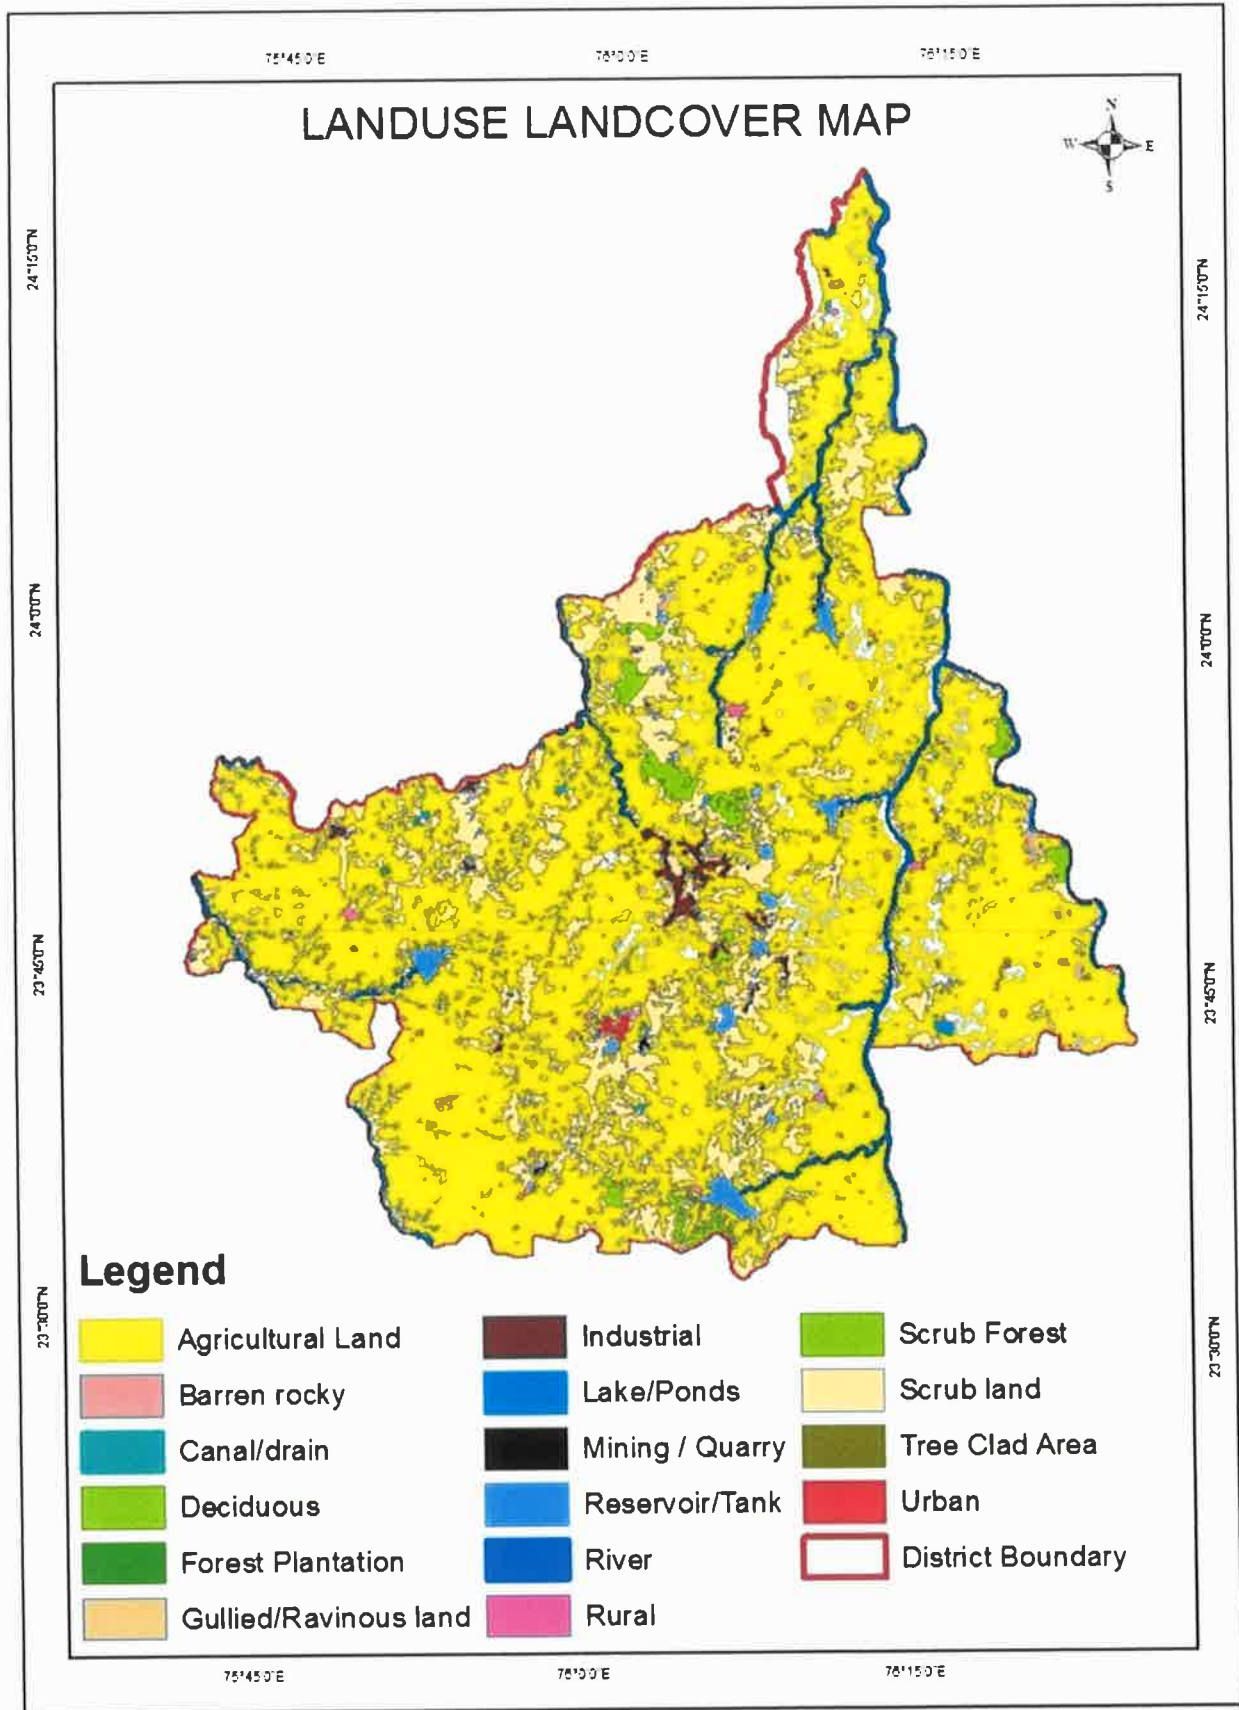 75°45'0"E 76°0'0"E 76°15'0"E
LANDUSE LANDCOVER MAP
N
W E
S
24°15'0"N 24°15'0"N
24°0'0"N 24°0'0"N
23°45'0"N 23°45'0"N
23°30'0"N 23°30'0"N
Legend
Agricultural Land
Barren rocky
Canal/drain
Deciduous
Forest Plantation
Gullied/Ravinous land
Industrial
Lake/Ponds
Mining / Quarry
Reservoir/Tank
River
Rural
Scrub Forest
Scrub land
Tree Clad Area
Urban
District Boundary
75°45'0"E 76°0'0"E 76°15'0"E